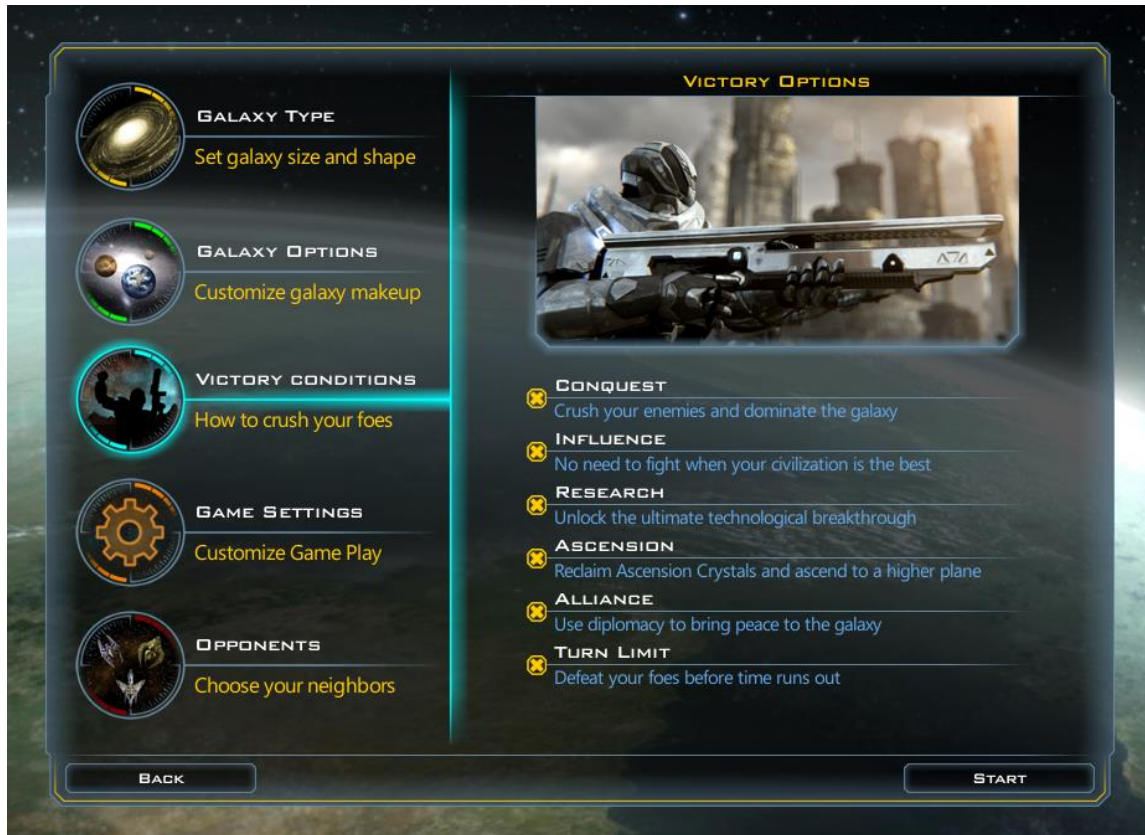 Victory Options
Galaxy Type
Set galaxy size and shape
Galaxy Options
Customize galaxy makeup
Victory conditions
How to crush your foes
Game Settings
Customize Game Play
Opponents
Choose your neighbors
Conquest
Crush your enemies and dominate the galaxy
Influence
No need to fight when your civilization is the best
Research
Unlock the ultimate technological breakthrough
Ascension
Reclaim Ascension Crystals and ascend to a higher plane
Alliance
Use diplomacy to bring peace to the galaxy
Turn Limit
Defeat your foes before time runs out
Back
Start